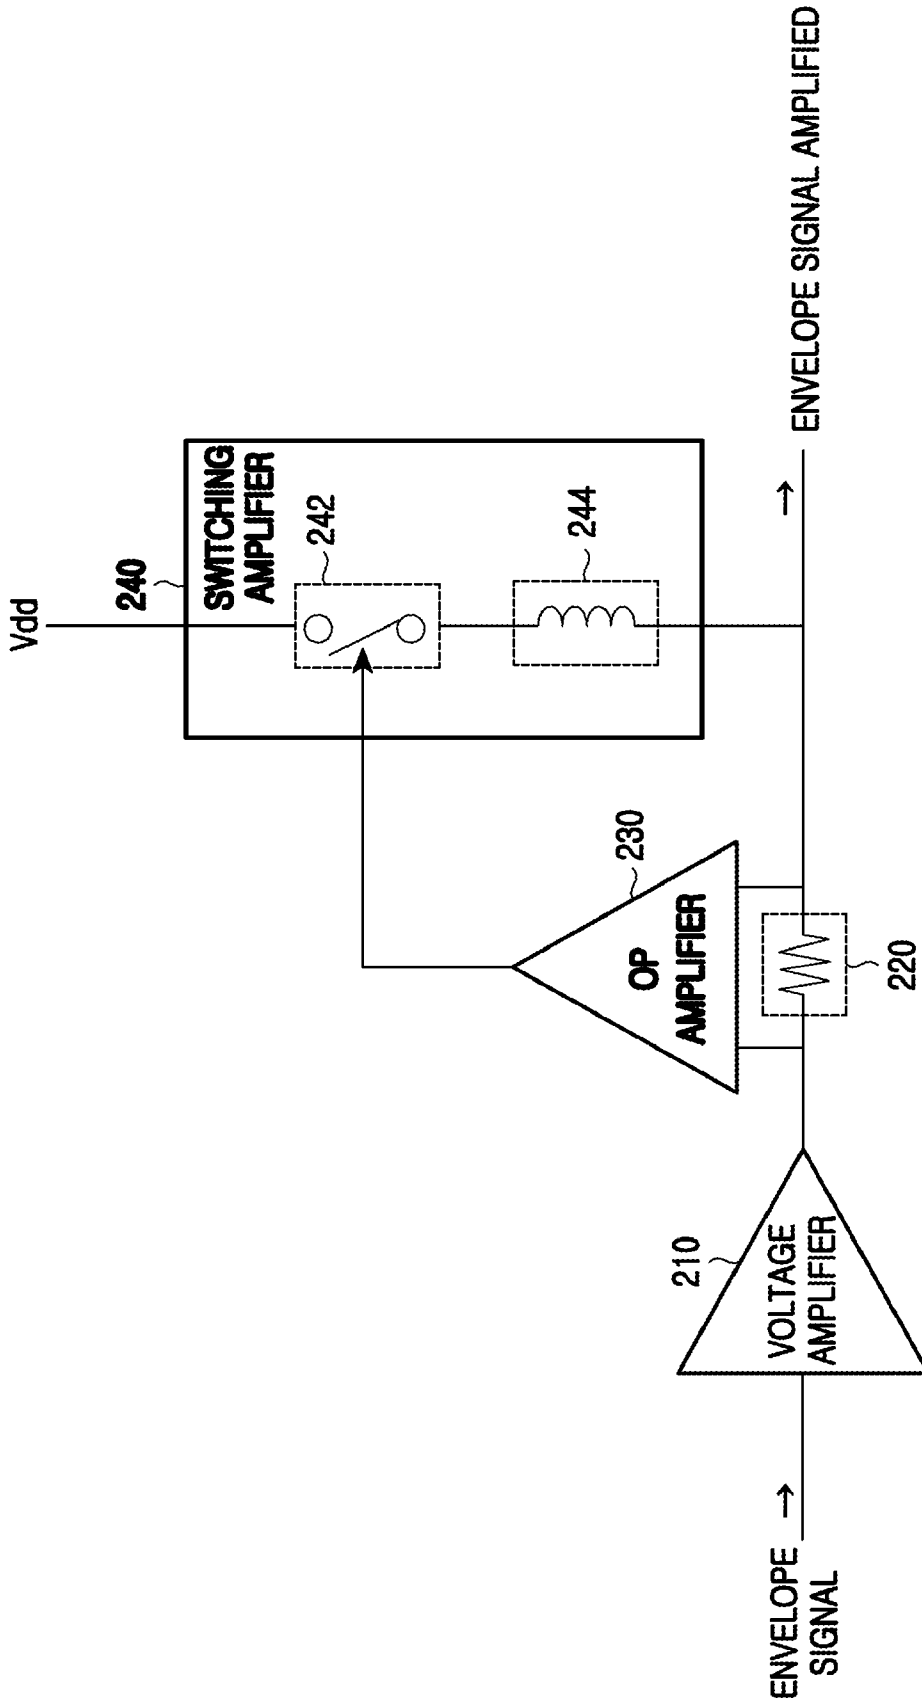 Vdd
240
SWITCHING
AMPLIFIER
242
244
230
OP
AMPLIFIER
220
210
VOLTAGE
AMPLIFIER
ENVELOPE
SIGNAL
→
→
ENVELOPE SIGNAL AMPLIFIED